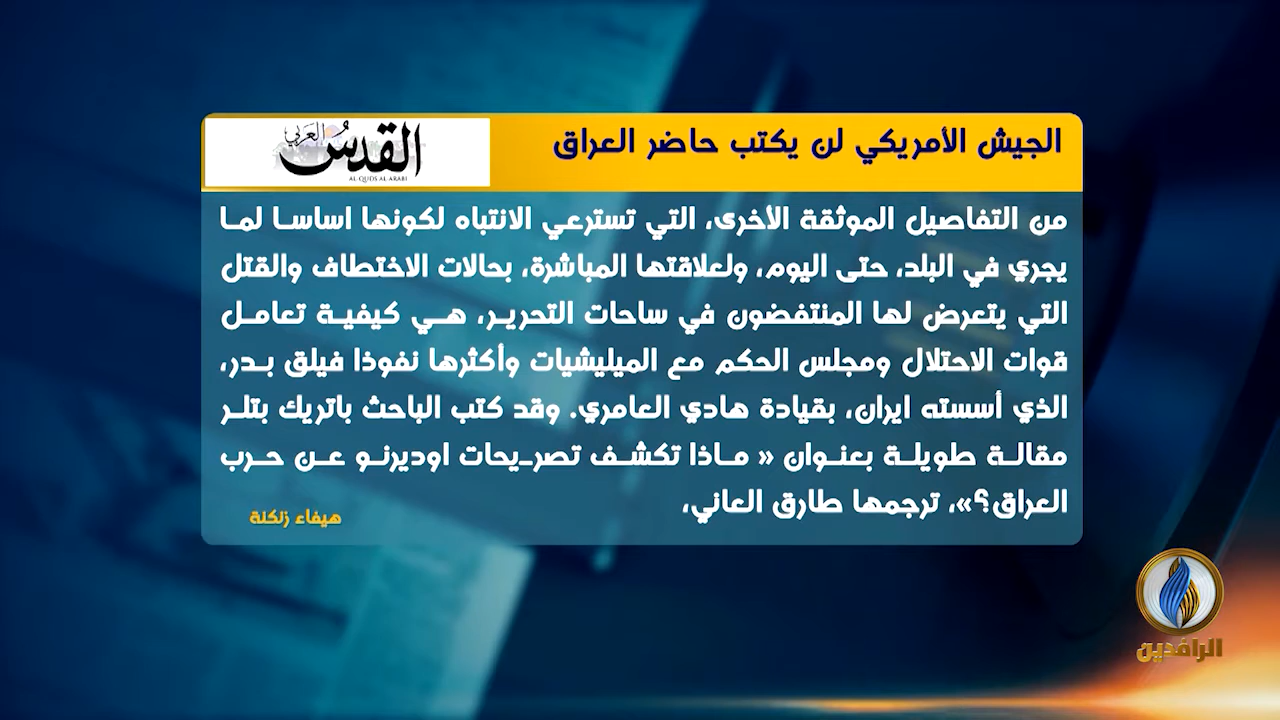 الجيش الأمريكي لن يكتب حاضر العراق
القدس العربي
AL QUDS AL ARABI
من التفاصيل الموثقة الأخرى، التي تسترعي الانتباه لكونها اساسا لما
يجري في البلد، حتى اليوم، ولعلاقتها المباشرة، بحالات الاختطاف والقتل
التي يتعرض لها المنتفضون في ساحات التحرير، هي كيفية تعامل
قوات الاحتلال ومجلس الحكم مع الميليشيات وأكثرها نفوذا فيلق بدر،
الذي أسسته ايران، بقيادة هادي العامري. وقد كتب الباحث باتريك بتلر
مقالة طويلة بعنوان « ماذا تكشف تصريحات اوديرنو عن حرب
العراق؟»، ترجمها طارق العاني،
هيفاء زنكنة
الرافدين